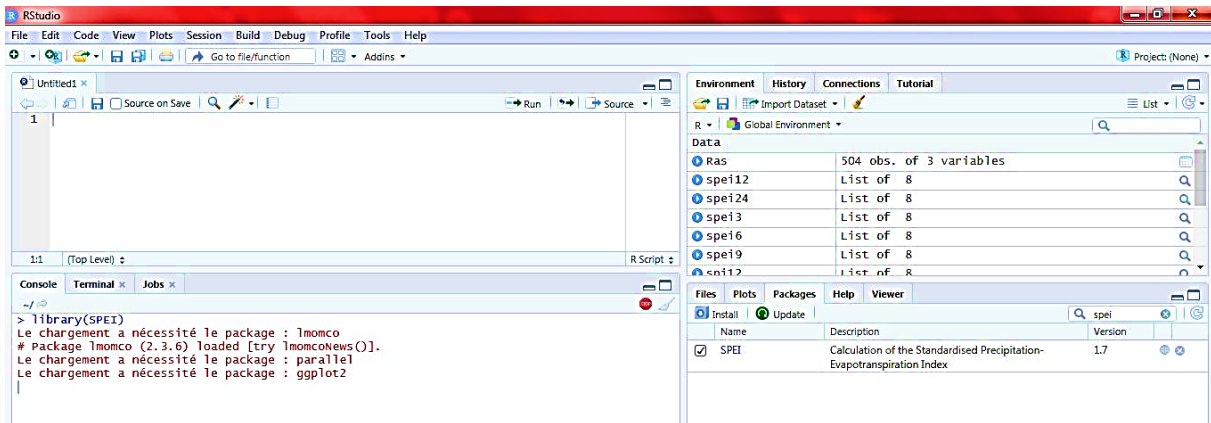 RStudio
File Edit Code View Plots Session Build Debug Profile Tools Help
Go to file/function Addins Project: (None)
Untitled1
Source on Save Run Source
1
1:1 (Top Level) R Script
Console Terminal Jobs
~/
> library(SPEI)
Le chargement a nécessité le package : lmomco
# Package lmomco (2.3.6) loaded [try lmomcoNews()].
Le chargement a nécessité le package : parallel
Le chargement a nécessité le package : ggplot2
Environment History Connections Tutorial
Import Dataset List
R Global Environment
Data
Ras 504 obs. of 3 variables
spei12 List of 8
spei24 List of 8
spei3 List of 8
spei6 List of 8
spei9 List of 8
spi12 List of 8
Files Plots Packages Help Viewer
Install Update spei
Name Description Version
SPEI Calculation of the Standardised Precipitation- 1.7
Evapotranspiration Index